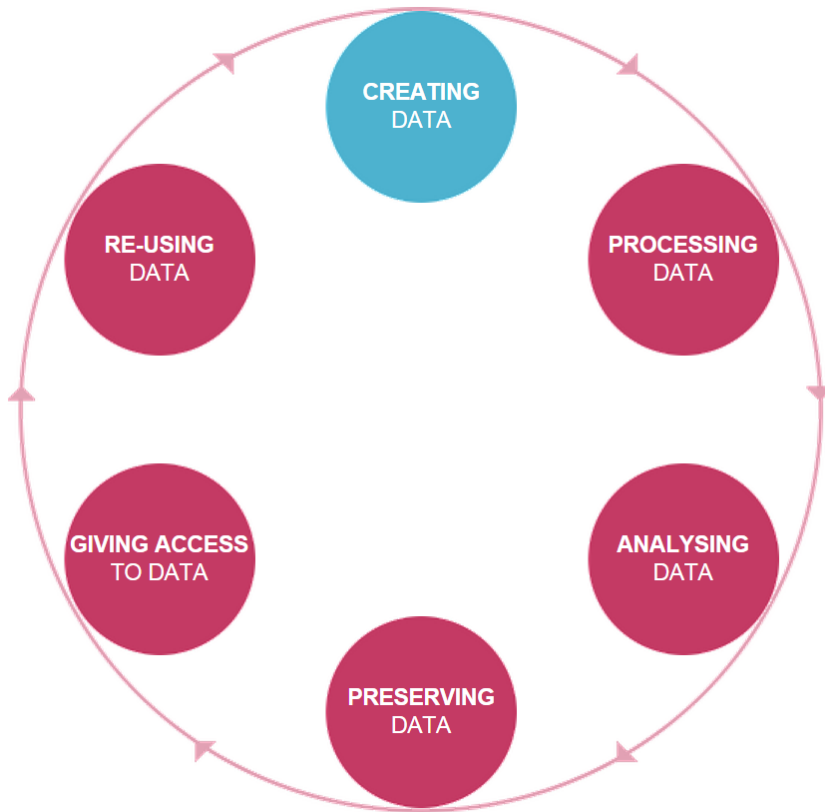 CREATING
DATA
PROCESSING
DATA
ANALYSING
DATA
PRESERVING
DATA
GIVING ACCESS
TO DATA
RE-USING
DATA